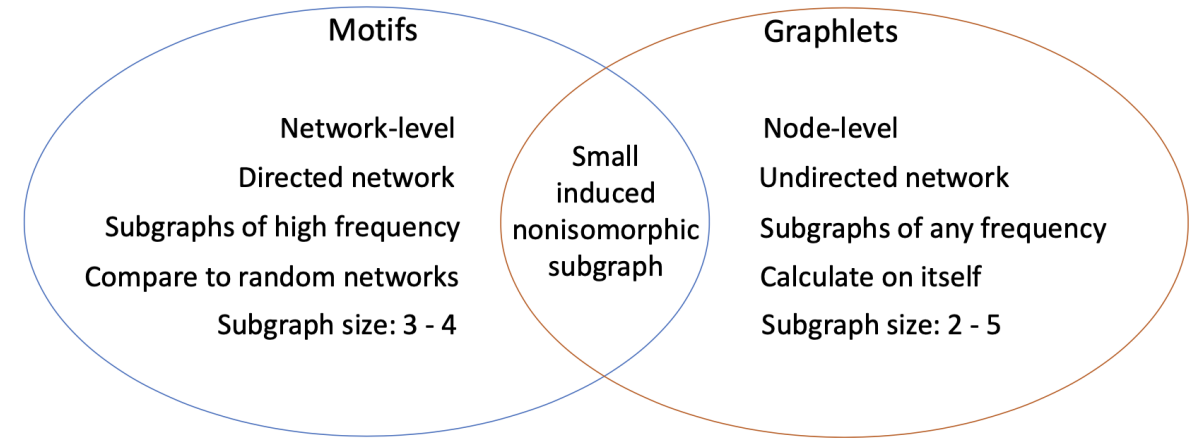 Motifs
Network-level
Directed network
Subgraphs of high frequency
Compare to random networks
Subgraph size: 3 - 4
Small
induced
nonisomorphic
subgraph
Graphlets
Node-level
Undirected network
Subgraphs of any frequency
Calculate on itself
Subgraph size: 2 - 5